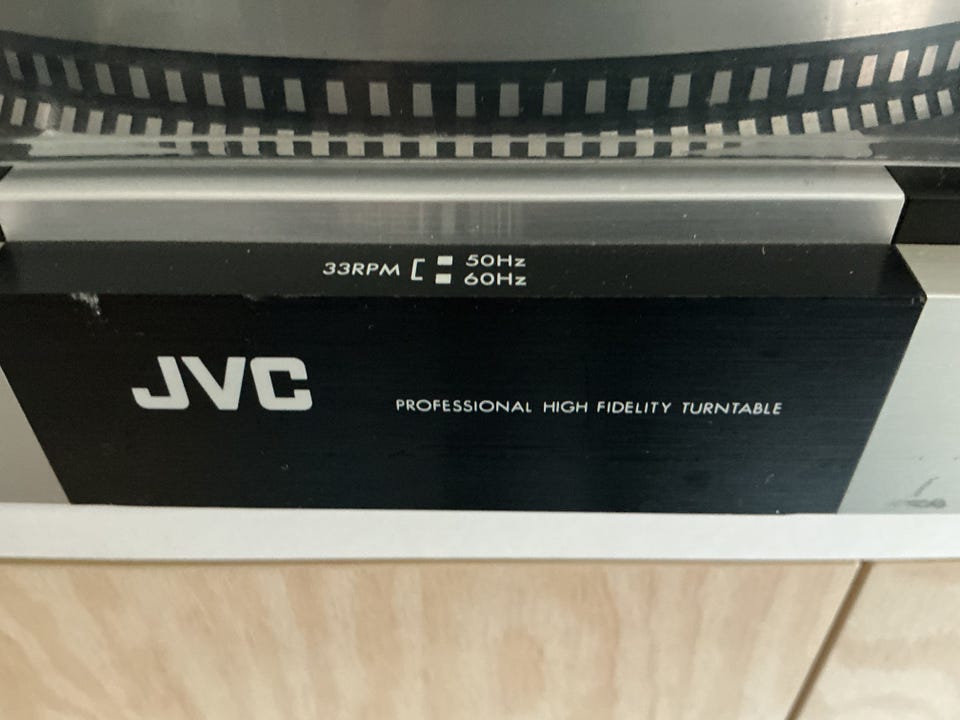 33RPM 50Hz
60Hz
JVC
PROFESSIONAL HIGH FIDELITY TURNTABLE